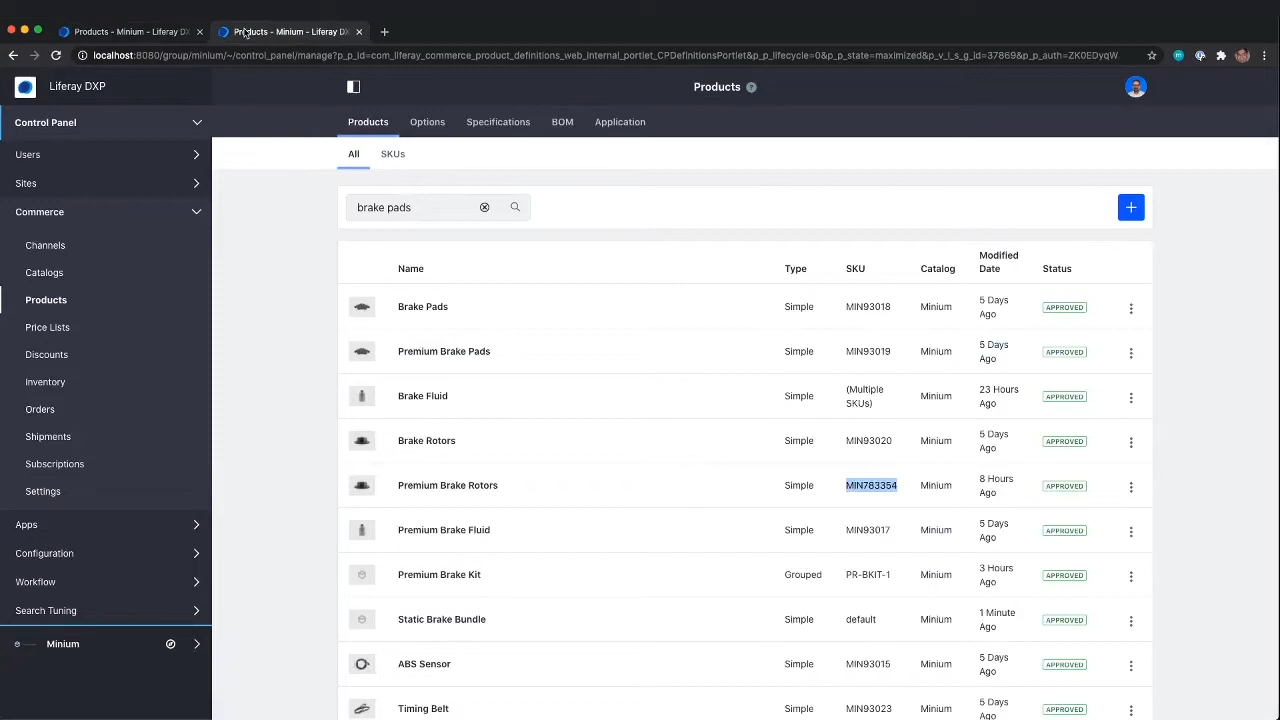 Products - Minium - Liferay DX
Products - Minium - Liferay DX
localhost:8080/group/minium/~/control_panel/manage?p_p_id=com_liferay_commerce_product_definitions_web_internal_portlet_CPDefinitionsPortlet&p_p_lifecycle=0&p_p_state=maximized&p_v_l_s_g_id=37869&p_p_auth=ZK0EDyqW
Liferay DXP
Products
Control Panel
Users
Sites
Commerce
Channels
Catalogs
Products
Price Lists
Discounts
Inventory
Orders
Shipments
Subscriptions
Settings
Apps
Configuration
Workflow
Search Tuning
Minium
Products Options Specifications BOM Application
All SKUs
brake pads
Name Type SKU Catalog Modified Date Status
Brake Pads Simple MIN93018 Minium 5 Days Ago APPROVED
Premium Brake Pads Simple MIN93019 Minium 5 Days Ago APPROVED
Brake Fluid Simple (Multiple SKUs) Minium 23 Hours Ago APPROVED
Brake Rotors Simple MIN93020 Minium 5 Days Ago APPROVED
Premium Brake Rotors Simple MIN783354 Minium 8 Hours Ago APPROVED
Premium Brake Fluid Simple MIN93017 Minium 5 Days Ago APPROVED
Premium Brake Kit Grouped PR-BKIT-1 Minium 3 Hours Ago APPROVED
Static Brake Bundle Simple default Minium 1 Minute Ago APPROVED
ABS Sensor Simple MIN93015 Minium 5 Days Ago APPROVED
Timing Belt Simple MIN93023 Minium 5 Days Ago APPROVED